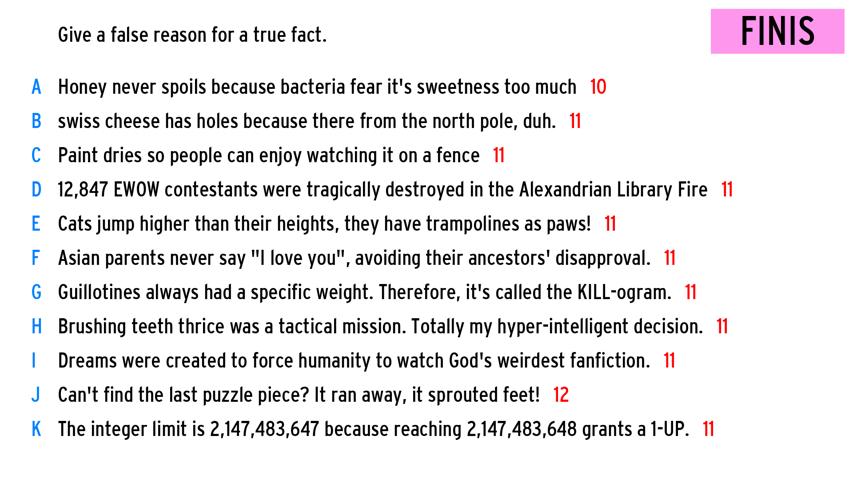 Give a false reason for a true fact.
FINIS
A Honey never spoils because bacteria fear it's sweetness too much 10
B swiss cheese has holes because there from the north pole, duh. 11
C Paint dries so people can enjoy watching it on a fence 11
D 12,847 EWOW contestants were tragically destroyed in the Alexandrian Library Fire 11
E Cats jump higher than their heights, they have trampolines as paws! 11
F Asian parents never say "I love you", avoiding their ancestors' disapproval. 11
G Guillotines always had a specific weight. Therefore, it's called the KILL-ogram. 11
H Brushing teeth thrice was a tactical mission. Totally my hyper-intelligent decision. 11
I Dreams were created to force humanity to watch God's weirdest fanfiction. 11
J Can't find the last puzzle piece? It ran away, it sprouted feet! 12
K The integer limit is 2,147,483,647 because reaching 2,147,483,648 grants a 1-UP. 11